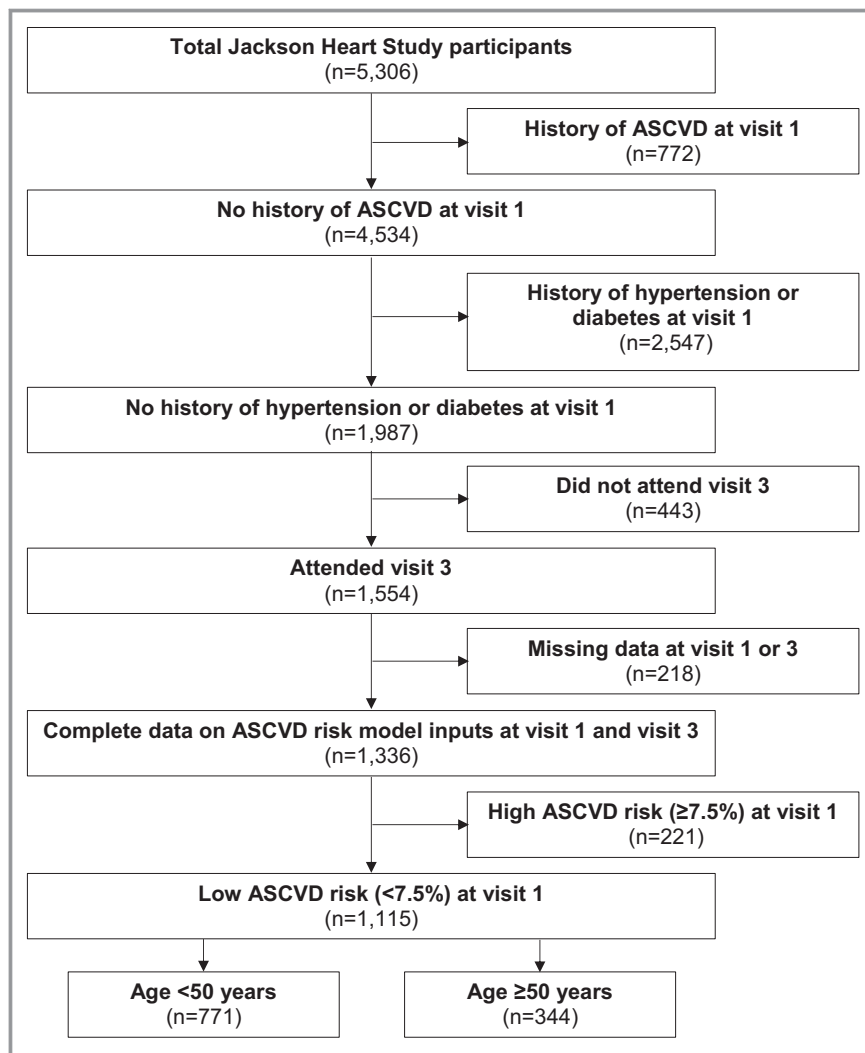 Total Jackson Heart Study participants
(n=5,306)
History of ASCVD at visit 1
(n=772)
No history of ASCVD at visit 1
(n=4,534)
History of hypertension or
diabetes at visit 1
(n=2,547)
No history of hypertension or diabetes at visit 1
(n=1,987)
Did not attend visit 3
(n=443)
Attended visit 3
(n=1,554)
Missing data at visit 1 or 3
(n=218)
Complete data on ASCVD risk model inputs at visit 1 and visit 3
(n=1,336)
High ASCVD risk (≥7.5%) at visit 1
(n=221)
Low ASCVD risk (<7.5%) at visit 1
(n=1,115)
Age <50 years
(n=771)
Age ≥50 years
(n=344)